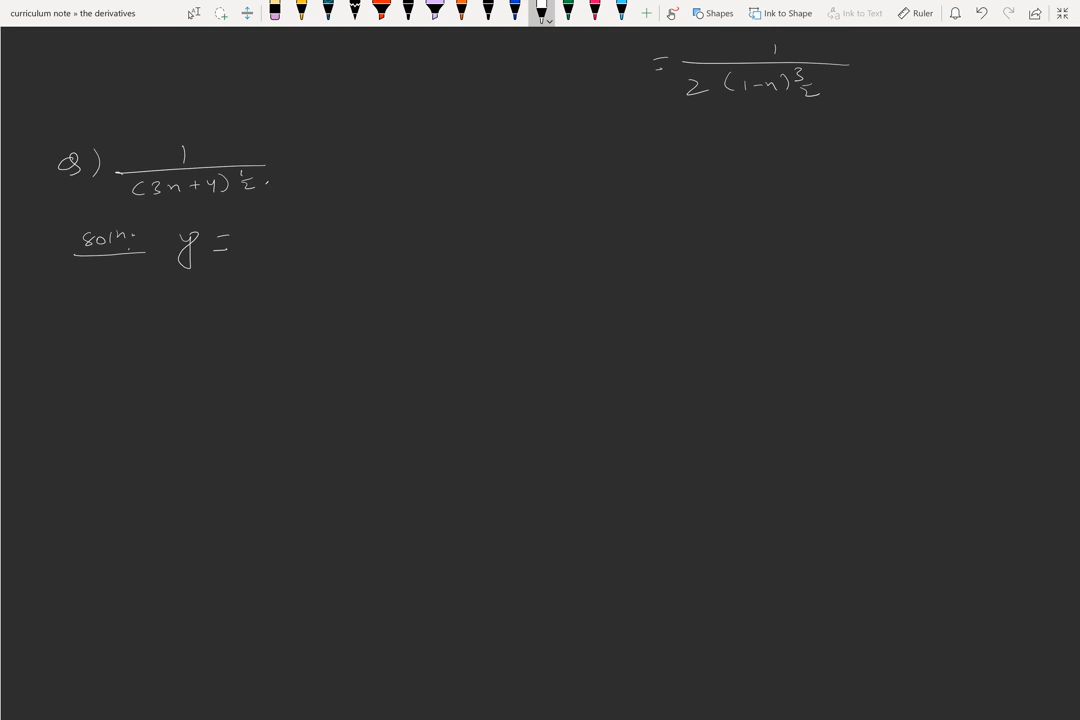 curriculum note » the derivatives
Shapes
Ink to Shape
Ink to Text
Ruler
= 1 / 2 (1-x)^3/2
Q) 1 / (3x+4)^1/2.
soln: y =